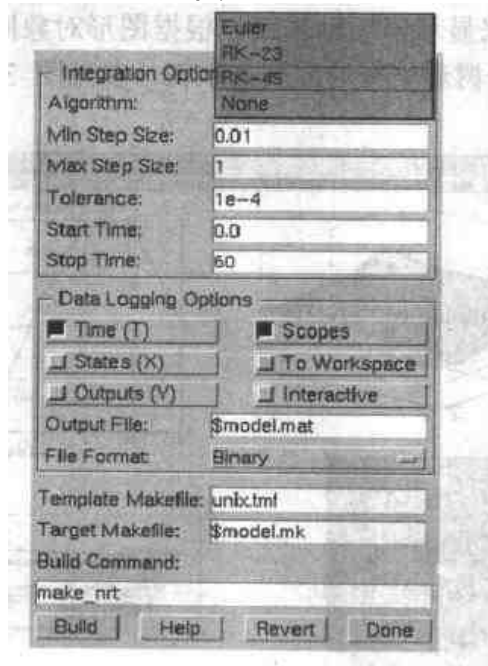 Euler
RK-23
Integration Option
RK-45
Algorithm:
None
Min Step Size:
0.01
Max Step Size:
1
Tolerance:
1e-4
Start Time:
0.0
Stop Time:
60
Data Logging Options
Time (T)
Scopes
States (X)
To Workspace
Outputs (Y)
Interactive
Output File:
$model.mat
File Format:
Binary
Template Makefile:
unix.tmf
Target Makefile:
$model.mk
Build Command:
make_nrt
Build
Help
Revert
Done